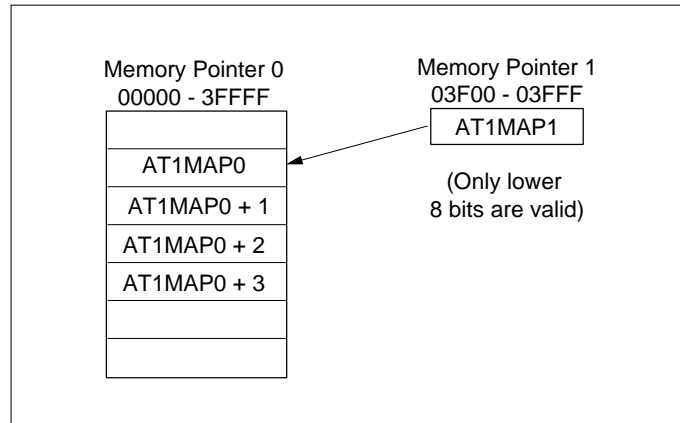 Memory Pointer 0
00000 - 3FFFF
AT1MAP0
AT1MAP0 + 1
AT1MAP0 + 2
AT1MAP0 + 3
Memory Pointer 1
03F00 - 03FFF
AT1MAP1
(Only lower
8 bits are valid)